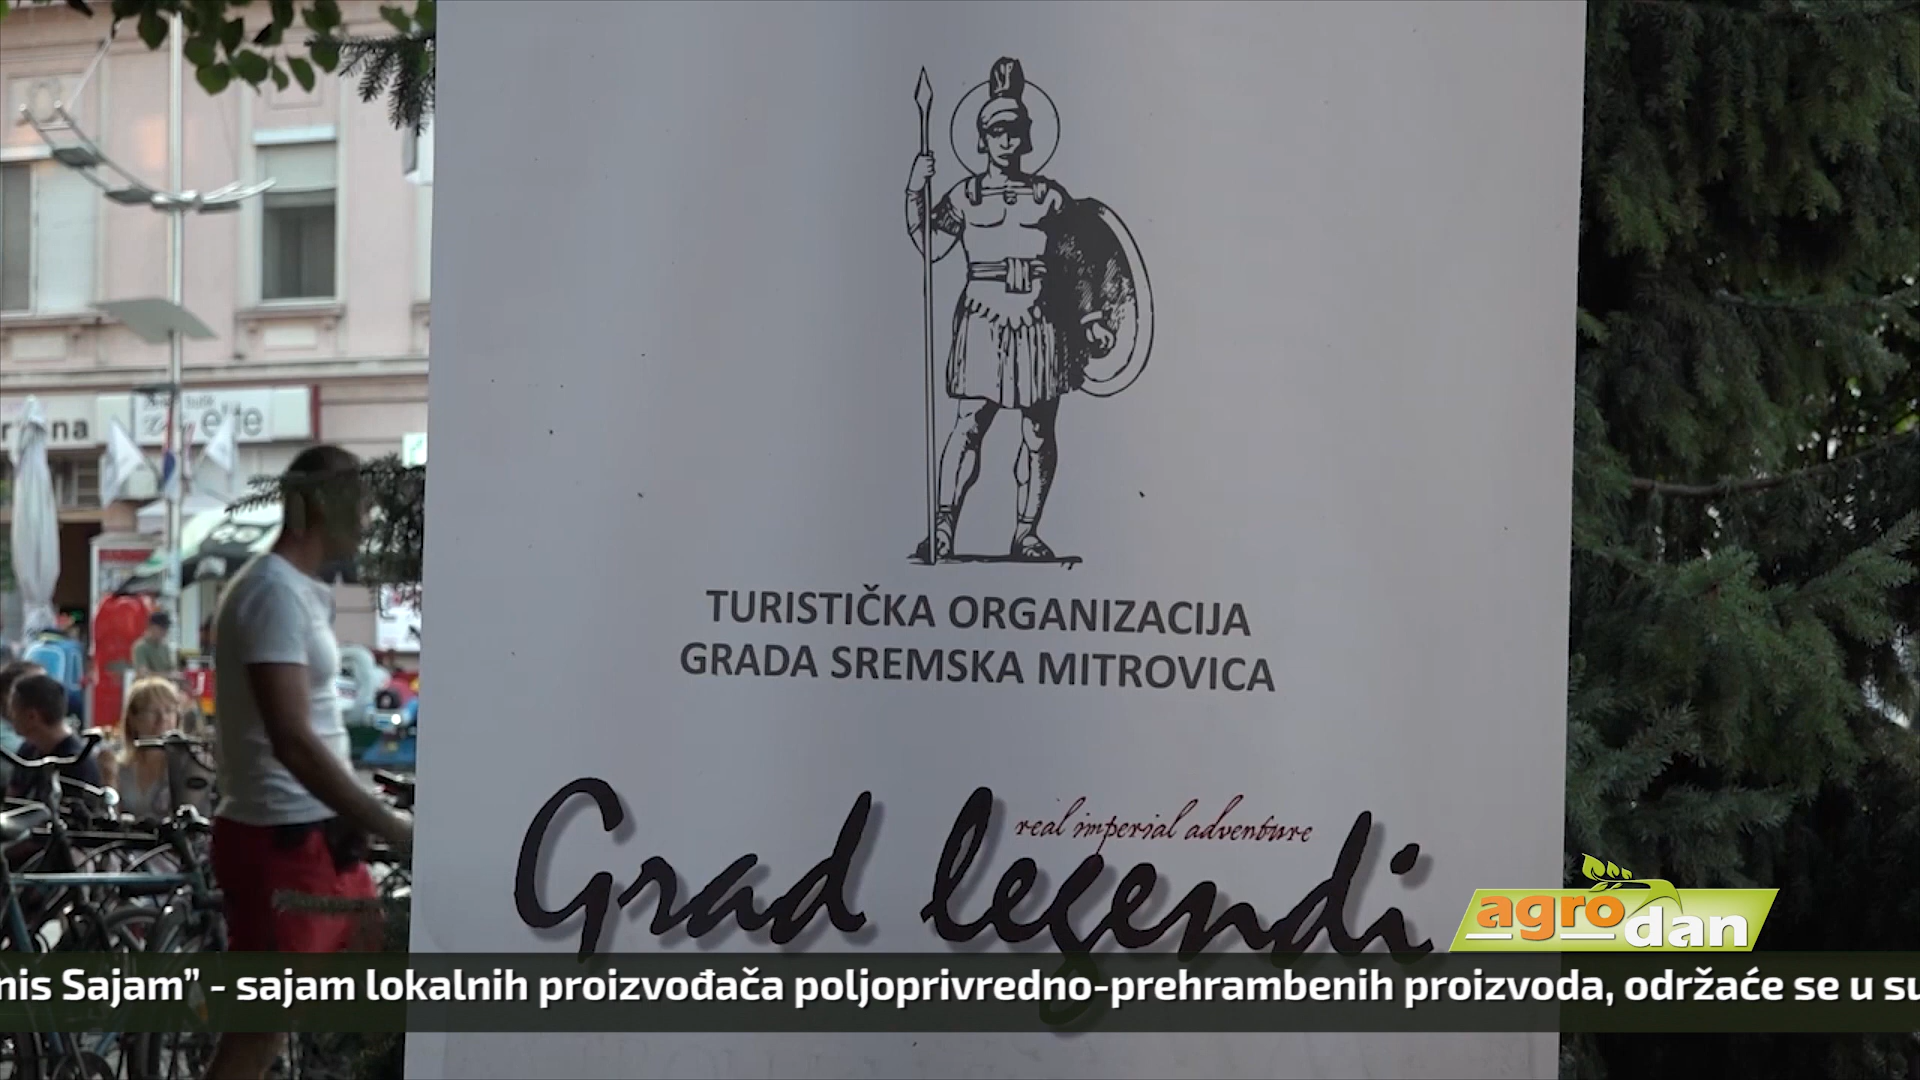 TURISTIČKA ORGANIZACIJA
GRADA SREMSKA MITROVICA
real imperial adventure
Grad legendi
agro
dan
nis Sajam” - sajam lokalnih proizvođača poljoprivredno-prehrambenih proizvoda, održaće se u su